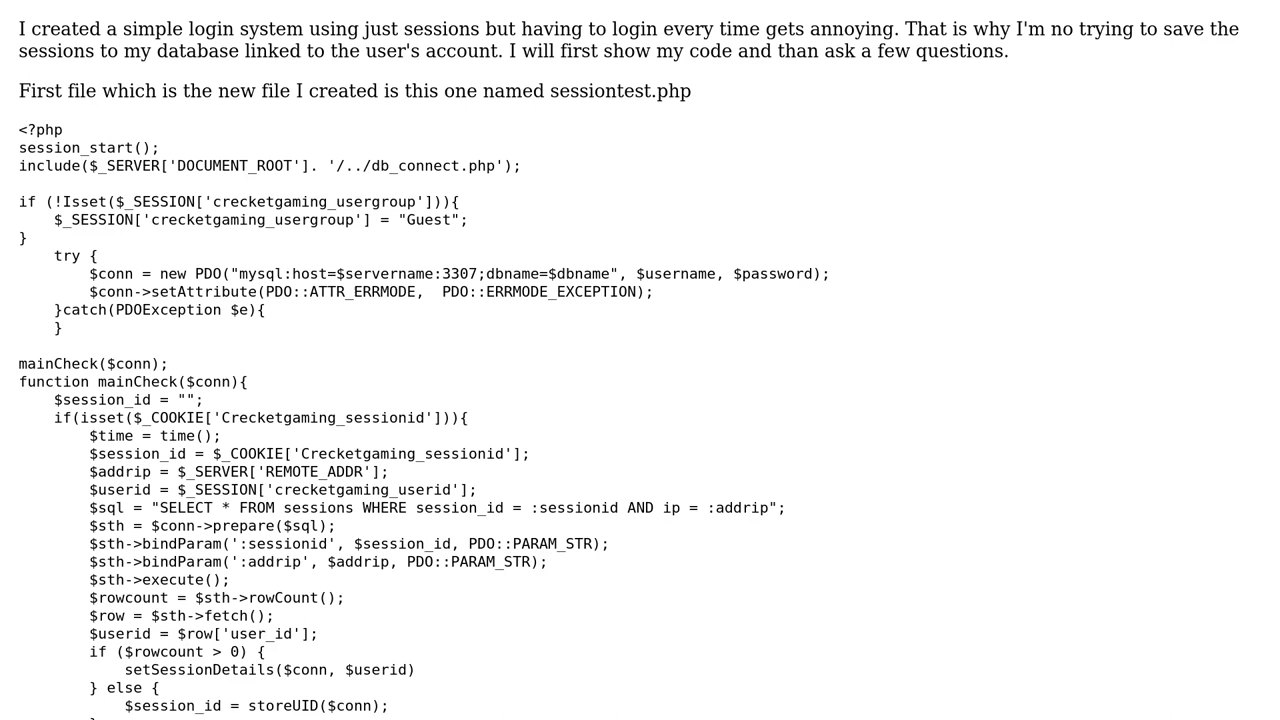 I created a simple login system using just sessions but having to login every time gets annoying. That is why I'm no trying to save the
sessions to my database linked to the user's account. I will first show my code and than ask a few questions.
First file which is the new file I created is this one named sessiontest.php
<?php
session_start();
include($_SERVER['DOCUMENT_ROOT']. '/../db_connect.php');
if (!Isset($_SESSION['crecketgaming_usergroup'])){
    $_SESSION['crecketgaming_usergroup'] = "Guest";
}
    try {
        $conn = new PDO("mysql:host=$servername:3307;dbname=$dbname", $username, $password);
        $conn->setAttribute(PDO::ATTR_ERRMODE,  PDO::ERRMODE_EXCEPTION);
    }catch(PDOException $e){
    }
mainCheck($conn);
function mainCheck($conn){
    $session_id = "";
    if(isset($_COOKIE['Crecketgaming_sessionid'])){
        $time = time();
        $session_id = $_COOKIE['Crecketgaming_sessionid'];
        $addrip = $_SERVER['REMOTE_ADDR'];
        $userid = $_SESSION['crecketgaming_userid'];
        $sql = "SELECT * FROM sessions WHERE session_id = :sessionid AND ip = :addrip";
        $sth = $conn->prepare($sql);
        $sth->bindParam(':sessionid', $session_id, PDO::PARAM_STR);
        $sth->bindParam(':addrip', $addrip, PDO::PARAM_STR);
        $sth->execute();
        $rowcount = $sth->rowCount();
        $row = $sth->fetch();
        $userid = $row['user_id'];
        if ($rowcount > 0) {
            setSessionDetails($conn, $userid)
        } else {
            $session_id = storeUID($conn);